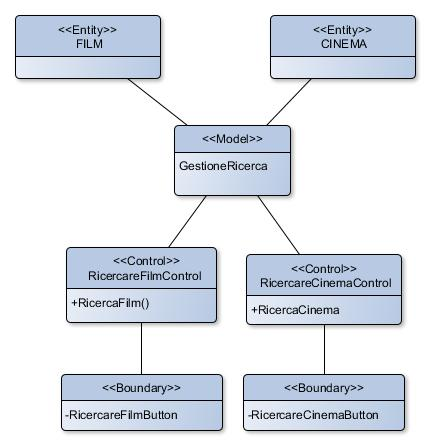 <<Entity>>
FILM
<<Entity>>
CINEMA
<<Model>>
GestioneRicerca
<<Control>>
RicercareFilmControl
+RicercaFilm()
<<Control>>
RicercareCinemaControl
+RicercaCinema
<<Boundary>>
-RicercareFilmButton
<<Boundary>>
-RicercareCinemaButton